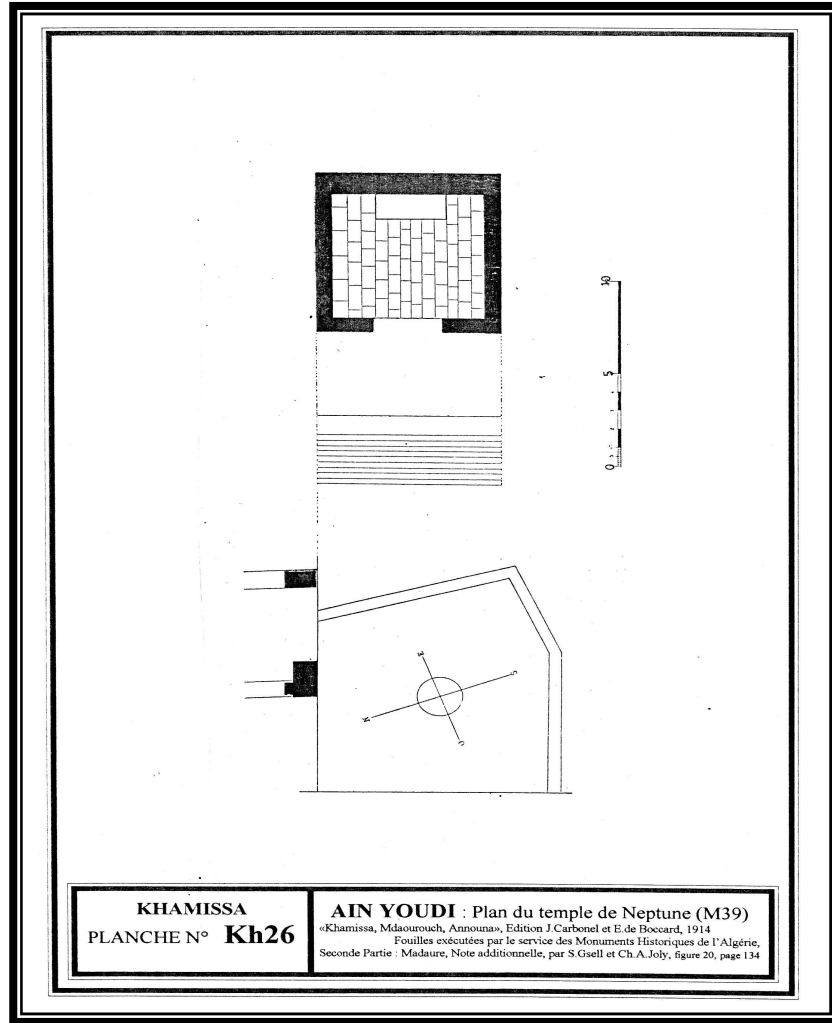 10
5
0
E
S
N
O
KHAMISSA
PLANCHE N° Kh26
AIN YOUDI : Plan du temple de Neptune (M39)
«Khamissa, Mdaourouch, Announa», Edition J.Carbonel et E.de Boccard, 1914
Fouilles exécutées par le service des Monuments Historiques de l'Algérie,
Seconde Partie : Madaure, Note additionnelle, par S.Gsell et Ch.A.Joly, figure 20, page 134